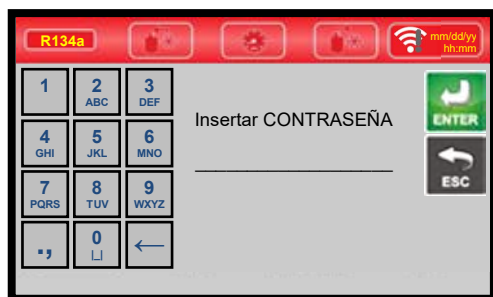 R134a
mm/dd/yy
hh:mm
1 2 3
ABC DEF
Insertar CONTRASEÑA
ENTER
4 5 6
GHI JKL MNO
ESC
7 8 9
PQRS TUV WXYZ
., 0 ←